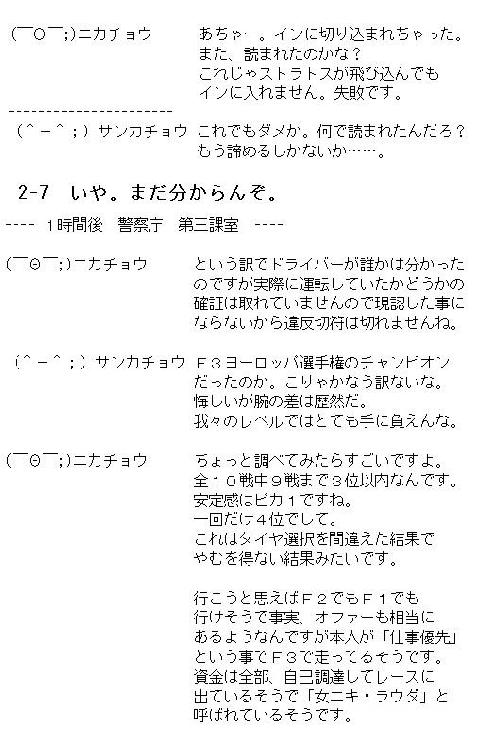 (￣○￣;)ニカチョウ　あちゃ－。インに切り込まれちゃった。
また、読まれたのかな？
これじゃストラトスが飛び込んでも
インに入れません。失敗です。
----------------------
(＾－＾；) サンカチョウ これでもダメか。何で読まれたんだろ？
もう諦めるしかないか……。
2-7　いや。まだ分からんぞ。
---- １時間後　警察庁　第三課室 ----
(￣Θ￣;)ニカチョウ　という訳でドライバーが誰かは分かった
のですが実際に運転していたかどうかの
確証は取れていませんので現認した事に
ならないから違反切符は切れませんね。
(＾－＾；) サンカチョウ Ｆ３ヨーロッパ選手権のチャンピオン
だったのか。こりゃかなう訳ないな。
悔しいが腕の差は歴然だ。
我々のレベルではとても手に負えんな。
(￣Θ￣;)ニカチョウ　ちょっと調べてみたらすごいですよ。
全１０戦中９戦まで３位以内なんです。
安定感はピカ１ですね。
一回だけ４位でして。
これはタイヤ選択を間違えた結果で
やむを得ない結果みたいです。
行こうと思えばＦ２でもＦ１でも
行けそうで事実、オファーも相当に
あるようなんですが本人が「仕事優先」
という事でＦ３で走ってるそうです。
資金は全部、自己調達してレースに
出ているそうで「女ニキ・ラウダ」と
呼ばれているそうです。